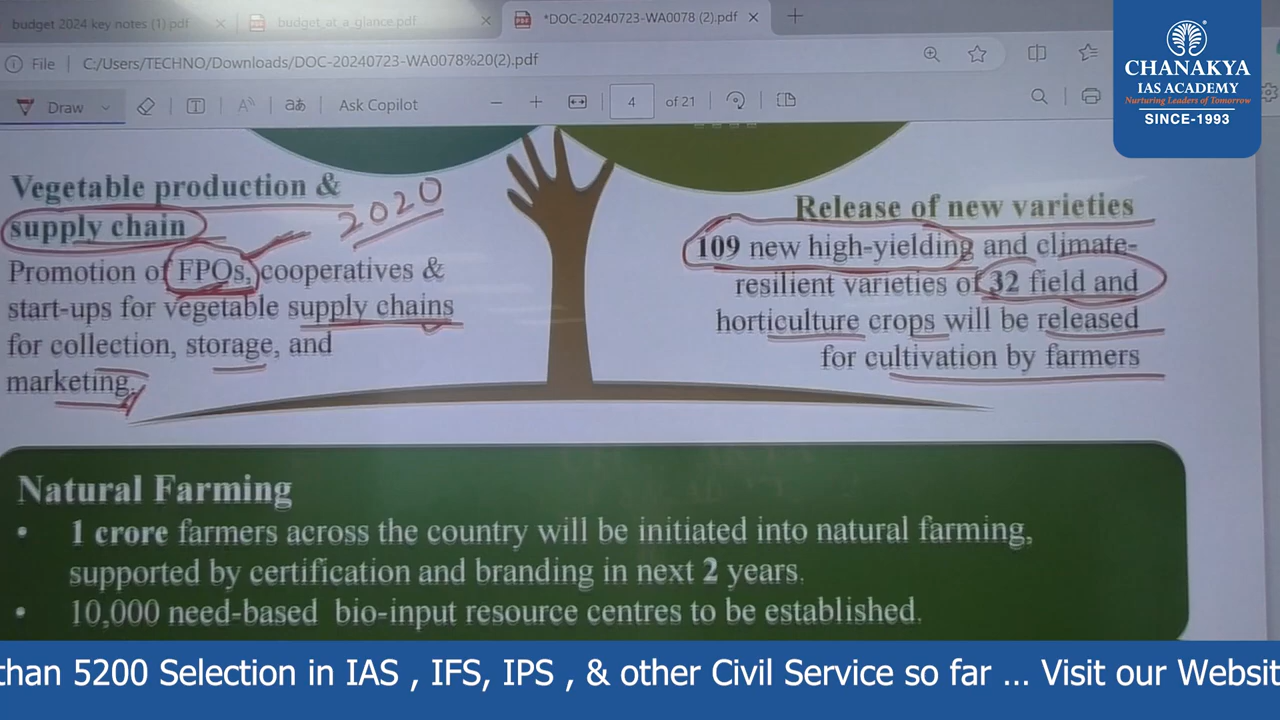 budget 2024 key notes (1).pdf
budget_at_a_glance.pdf
*DOC-20240723-WA0078 (2).pdf
File | C:/Users/TECHNO/Downloads/DOC-20240723-WA0078%20(2).pdf
Draw
Ask Copilot
4 of 21
CHANAKYA
IAS ACADEMY
Nurturing Leaders of Tomorrow
SINCE-1993
Vegetable production &
supply chain
2020
Promotion of FPOs, cooperatives &
start-ups for vegetable supply chains
for collection, storage, and
marketing.
Release of new varieties
109 new high-yielding and climate-
resilient varieties of 32 field and
horticulture crops will be released
for cultivation by farmers
Natural Farming
• 1 crore farmers across the country will be initiated into natural farming,
supported by certification and branding in next 2 years.
• 10,000 need-based bio-input resource centres to be established.
than 5200 Selection in IAS , IFS, IPS , & other Civil Service so far ... Visit our Websit